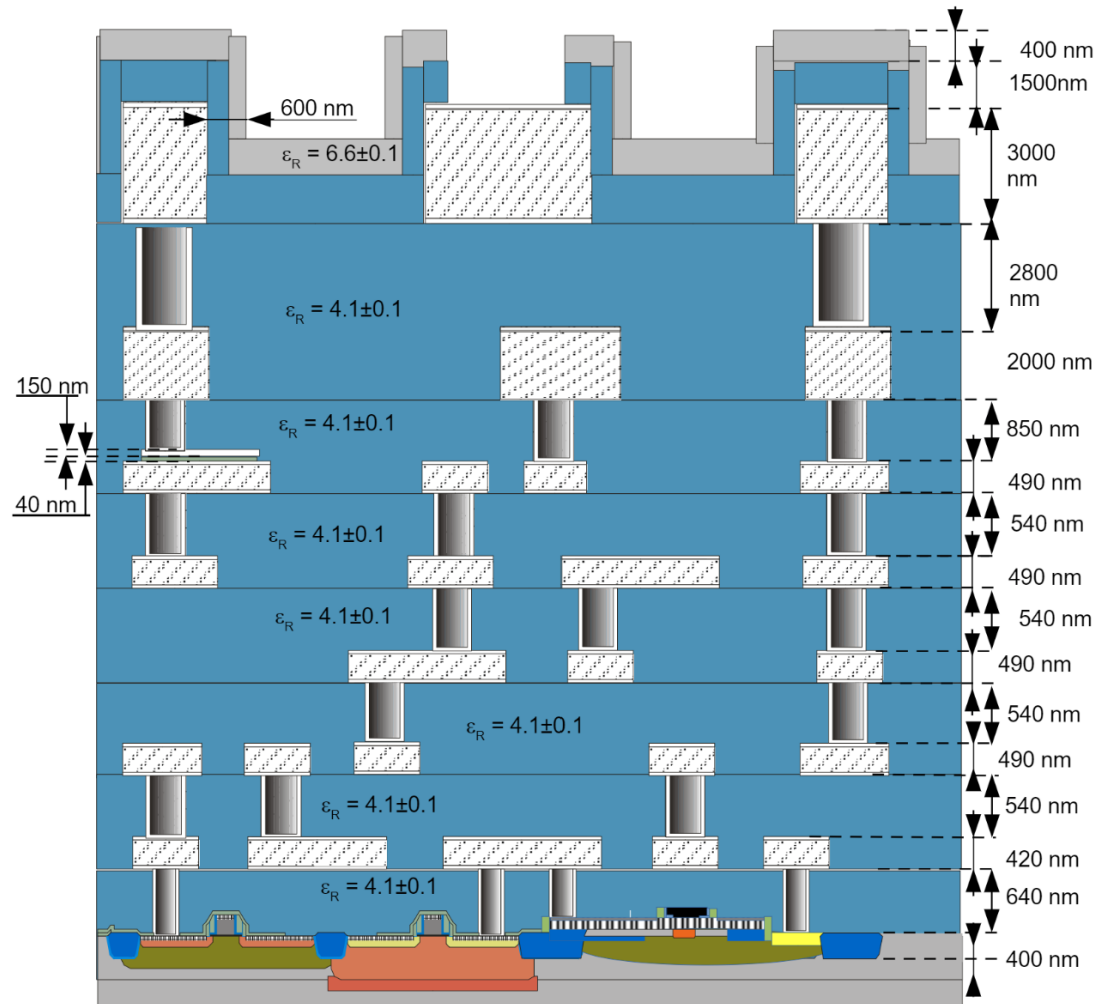 400 nm
1500nm
600 nm
εR = 6.6±0.1
3000
nm
2800
nm
εR = 4.1±0.1
2000 nm
150 nm
εR = 4.1±0.1
850 nm
490 nm
40 nm
εR = 4.1±0.1
540 nm
490 nm
εR = 4.1±0.1
540 nm
490 nm
εR = 4.1±0.1
540 nm
490 nm
εR = 4.1±0.1
540 nm
420 nm
εR = 4.1±0.1
640 nm
400 nm